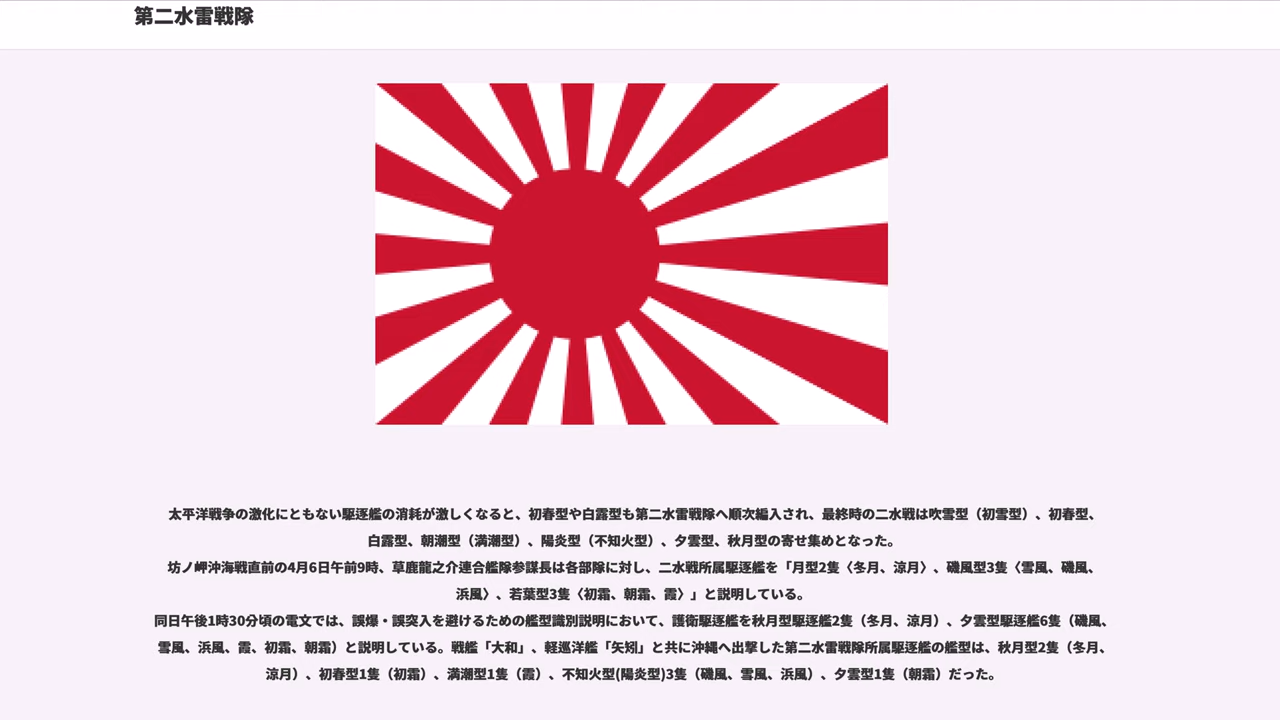 第二水雷戦隊
太平洋戦争の激化にともない駆逐艦の消耗が激しくなると、初春型や白露型も第二水雷戦隊へ順次編入され、最終時の二水戦は吹雪型（初雪型）、初春型、
白露型、朝潮型（満潮型）、陽炎型（不知火型）、夕雲型、秋月型の寄せ集めとなった。
坊ノ岬沖海戦直前の4月6日午前9時、草鹿龍之介連合艦隊参謀長は各部隊に対し、二水戦所属駆逐艦を「月型2隻〈冬月、涼月〉、磯風型3隻〈雪風、磯風、
浜風〉、若葉型3隻〈初霜、朝霜、霞〉」と説明している。
同日午後1時30分頃の電文では、誤爆・誤突入を避けるための艦型識別説明において、護衛駆逐艦を秋月型駆逐艦2隻（冬月、涼月）、夕雲型駆逐艦6隻（磯風、
雪風、浜風、霞、初霜、朝霜）と説明している。戦艦「大和」、軽巡洋艦「矢矧」と共に沖縄へ出撃した第二水雷戦隊所属駆逐艦の艦型は、秋月型2隻（冬月、
涼月）、初春型1隻（初霜）、満潮型1隻（霞）、不知火型(陽炎型)3隻（磯風、雪風、浜風）、夕雲型1隻（朝霜）だった。